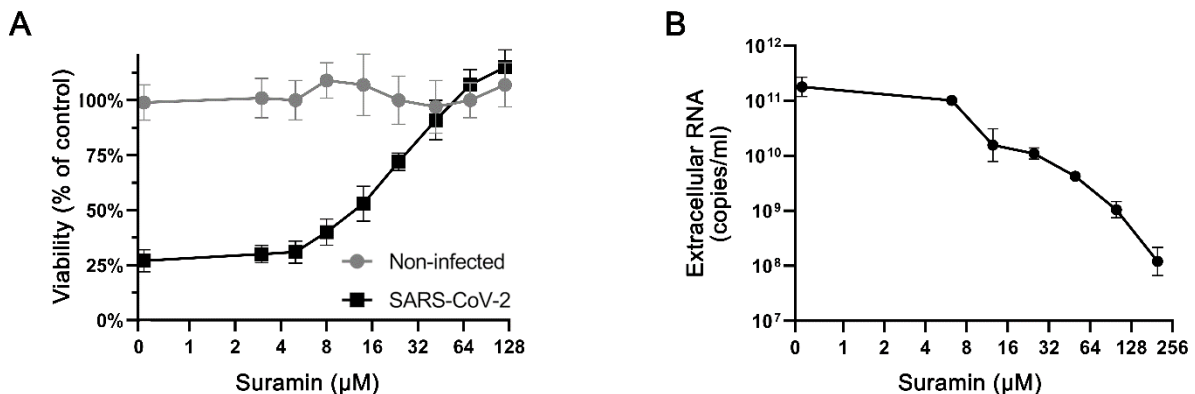 A
Viability (% of control)
100%
75%
50%
25%
0%
Non-infected
SARS-CoV-2
0 1 2 4 8 16 32 64 128
Suramin (µM)
B
Extracellular RNA
(copies/ml)
10¹²
10¹¹
10¹⁰
10⁹
10⁸
10⁷
0 1 2 4 8 16 32 64 128 256
Suramin (µM)